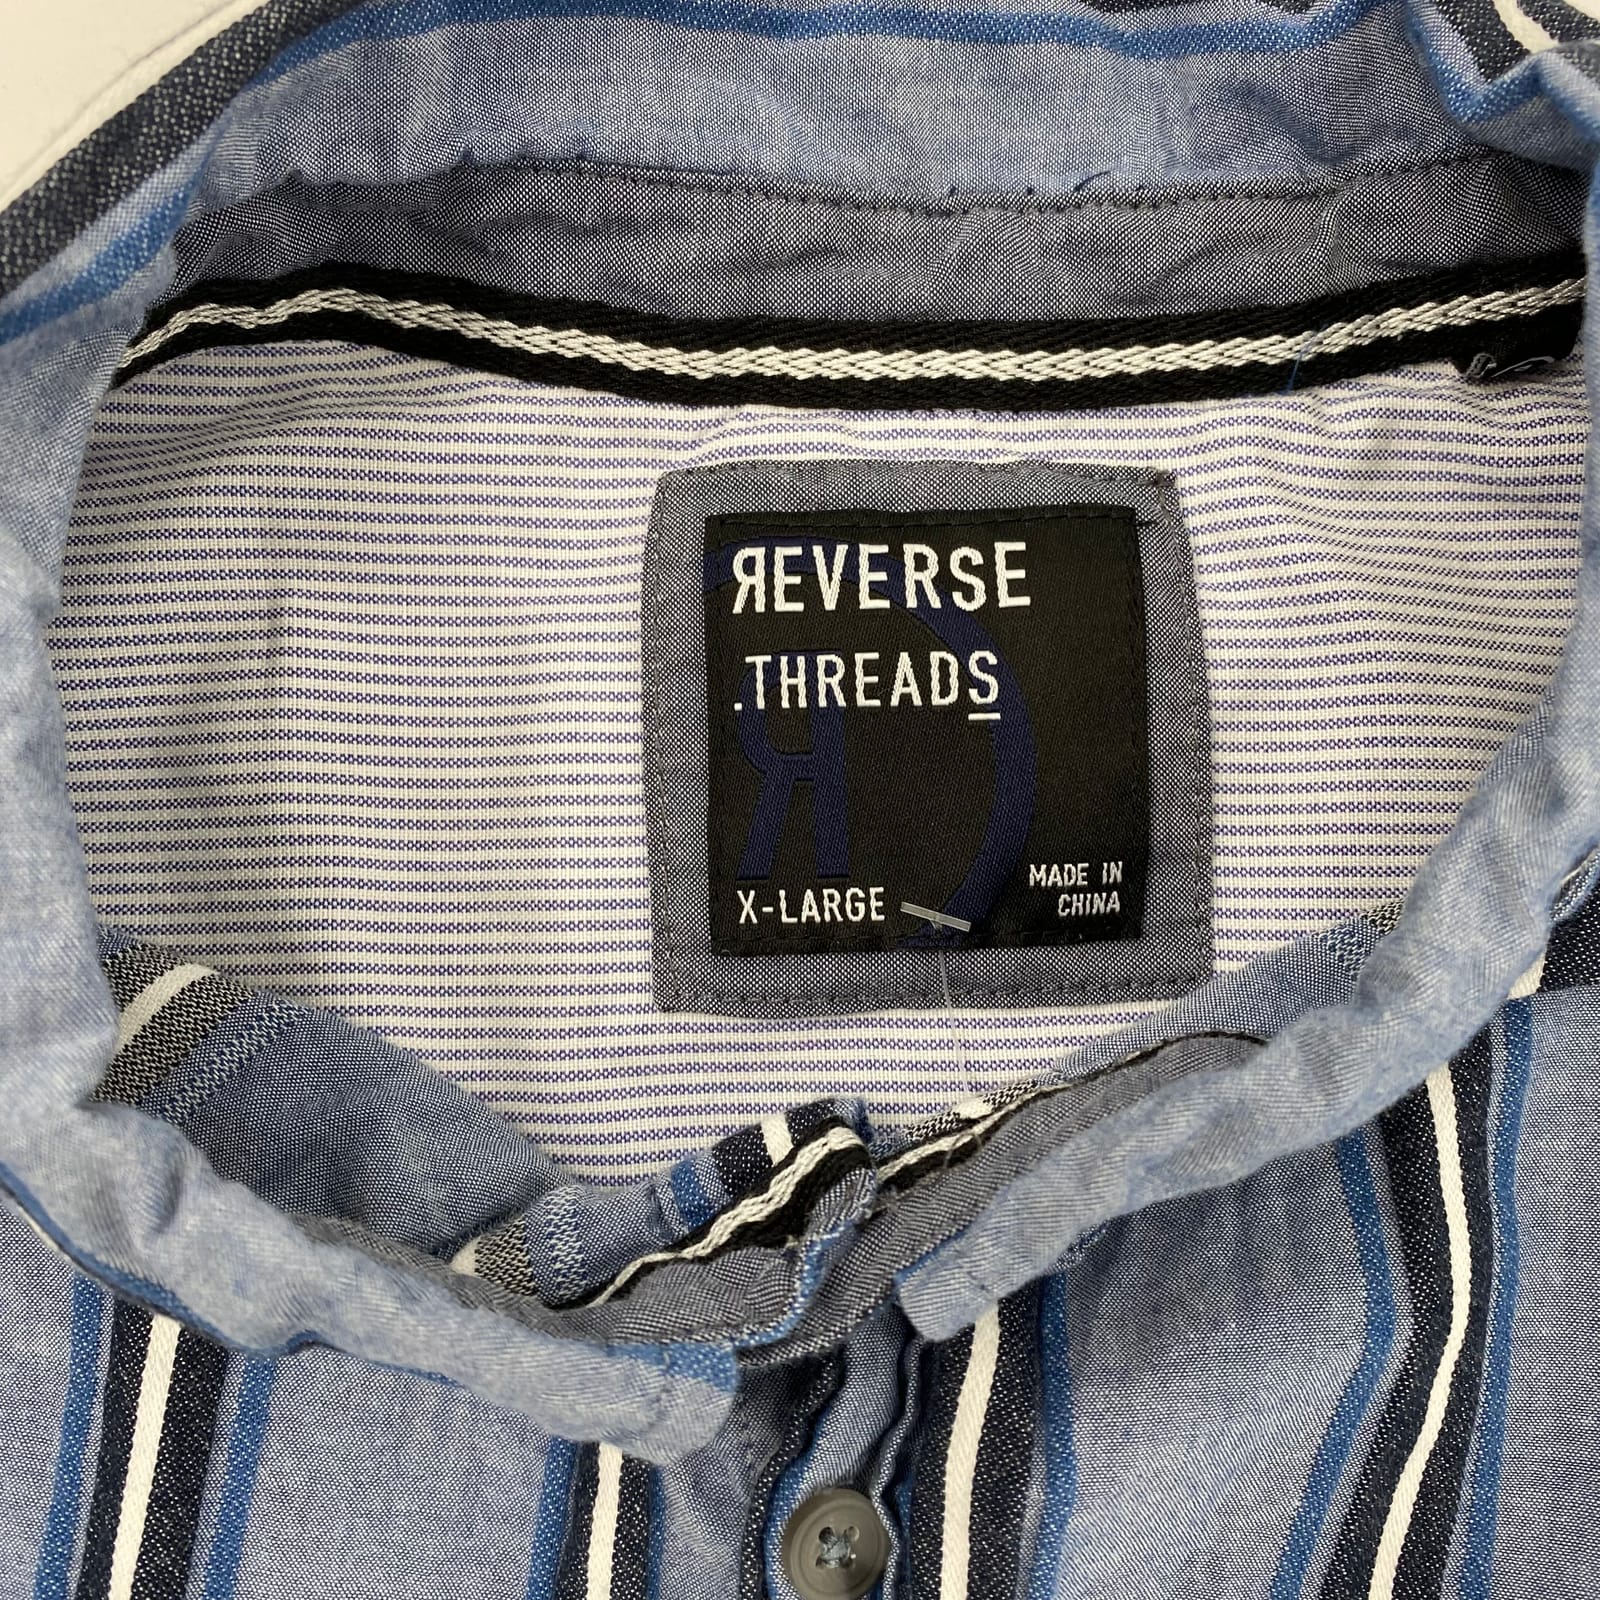 ЯEVERSE
.THREADS
R
X-LARGE
MADE IN
CHINA